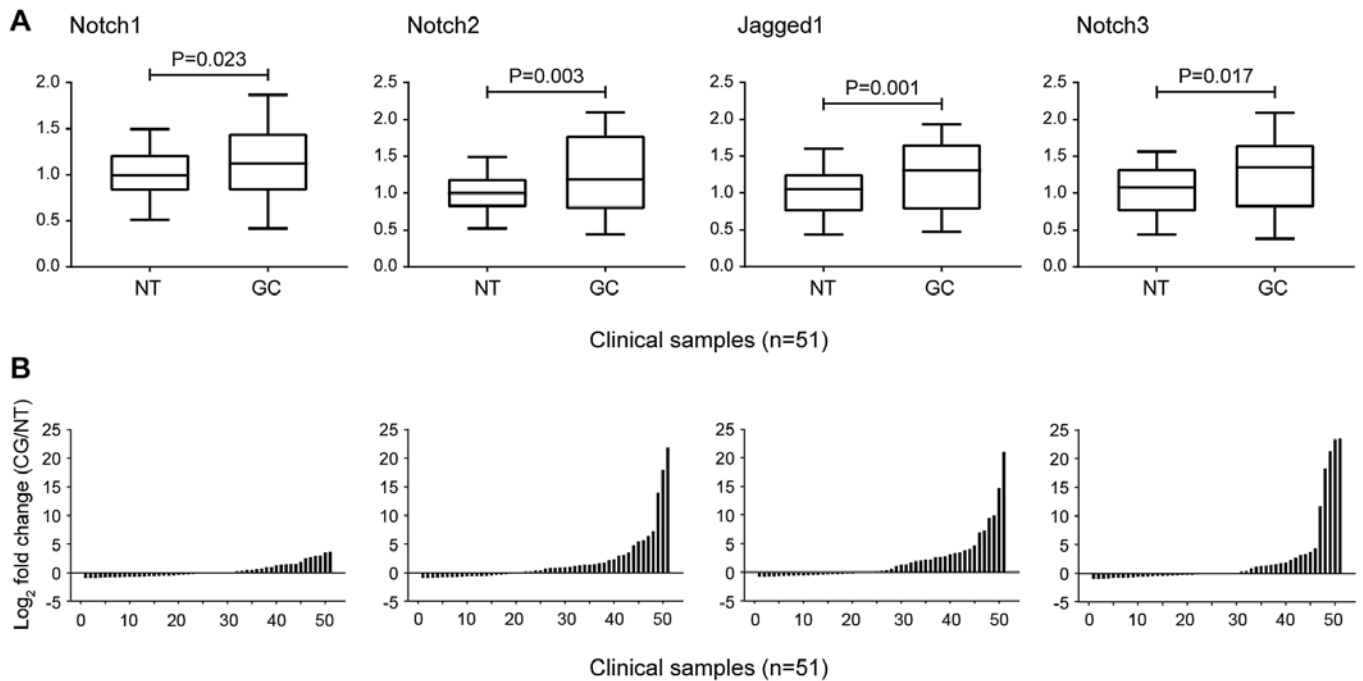 A
Notch1 Notch2 Jagged1 Notch3
P=0.023 P=0.003 P=0.001 P=0.017
2.0 2.5 2.5 2.5
1.5 2.0 2.0 2.0
1.0 1.5 1.5 1.5
0.5 1.0 1.0 1.0
0.0 0.5 0.5 0.5
0.0 0.0 0.0
NT GC NT GC NT GC NT GC
Clinical samples (n=51)
B
Log2 fold change (CG/NT)
25 25 25 25
20 20 20 20
15 15 15 15
10 10 10 10
5 5 5 5
0 0 0 0
-5 -5 -5 -5
0 10 20 30 40 50 0 10 20 30 40 50 0 10 20 30 40 50 0 10 20 30 40 50
Clinical samples (n=51)